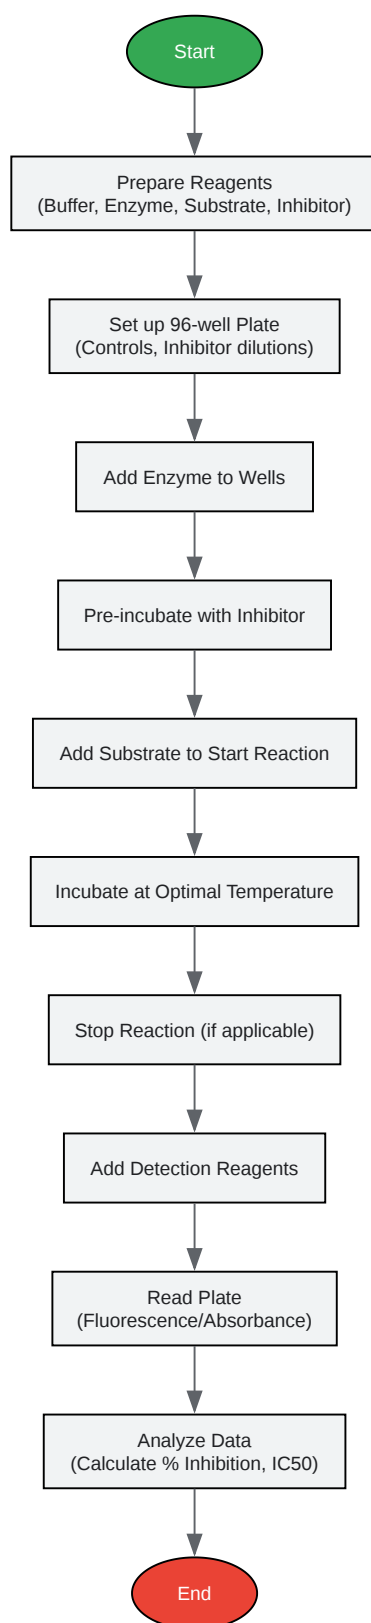 Start
Prepare Reagents
(Buffer, Enzyme, Substrate, Inhibitor)
Set up 96-well Plate
(Controls, Inhibitor dilutions)
Add Enzyme to Wells
Pre-incubate with Inhibitor
Add Substrate to Start Reaction
Incubate at Optimal Temperature
Stop Reaction (if applicable)
Add Detection Reagents
Read Plate
(Fluorescence/Absorbance)
Analyze Data
(Calculate % Inhibition, IC50)
End